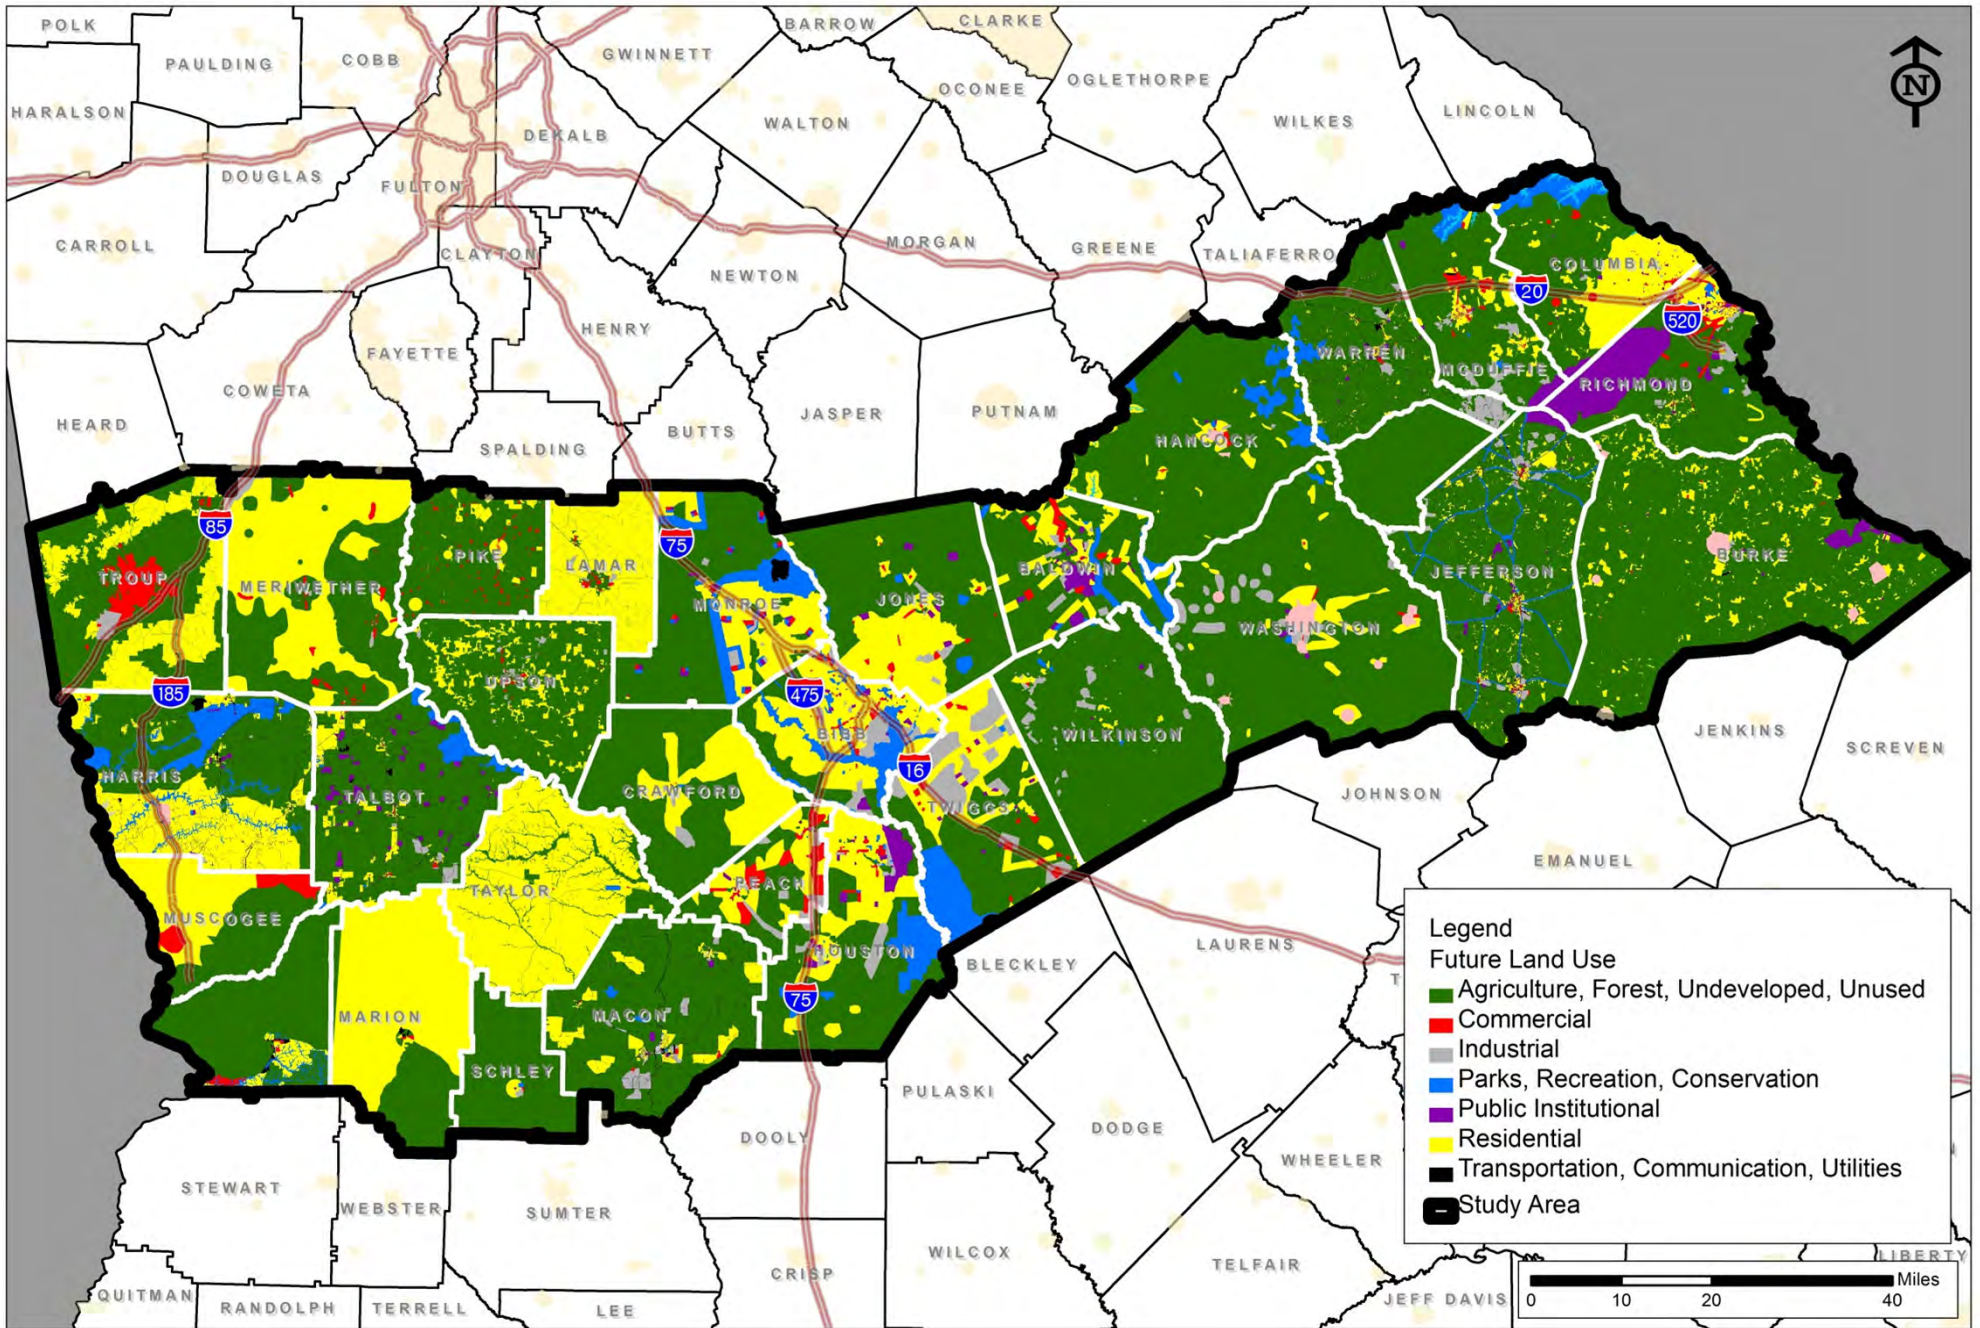 POLK
PAULDING
COBB
GWINNETT
BARROW
CLARKE
HARALSON
DEKALB
WALTON
OCONEE
OGLETHORPE
WILKES
LINCOLN
N
DOUGLAS
FULTON
CARROLL
CLAYTON
NEWTON
MORGAN
GREENE
TALIAFERRO
COLUMBIA
20
520
HENRY
FAYETTE
COWETA
WARREN
MCDUFFIE
RICHMOND
HEARD
SPALDING
BUTTS
JASPER
PUTNAM
HANCOCK
85
75
TROUP
MERIWETHER
PIKE
LAMAR
MONROE
JONES
BALDWIN
JEFFERSON
BURKE
WASHINGTON
185
UPSON
475
BIBB
WILKINSON
JENKINS
SCREVEN
HARRIS
TALBOT
CRAWFORD
16
TWIGGS
JOHNSON
EMANUEL
MUSCOGEE
TAYLOR
PEACH
HOUSTON
LAURENS
BLECKLEY
T
75
MARION
MACON
SCHLEY
PULASKI
DODGE
DOOLY
WHEELER
STEWART
WEBSTER
SUMTER
WILCOX
TELFAIR
CRISP
QUITMAN
RANDOLPH
TERRELL
LEE
JEFF DAVIS
LIBERTY
N
Legend
Future Land Use
Agriculture, Forest, Undeveloped, Unused
Commercial
Industrial
Parks, Recreation, Conservation
Public Institutional
Residential
Transportation, Communication, Utilities
Study Area
Miles
0 10 20 40